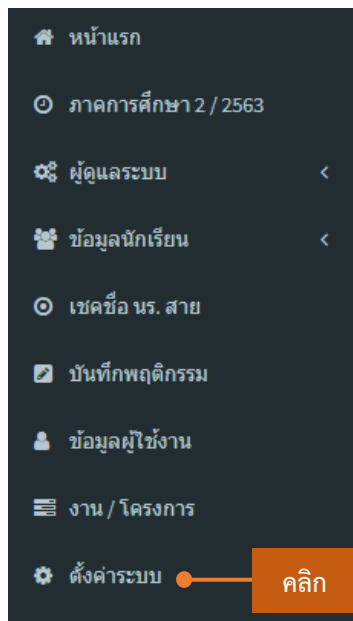 หน้าแรก
ภาคการศึกษา 2 / 2563
ผู้ดูแลระบบ
ข้อมูลนักเรียน
เชคชื่อ นร. สาย
บันทึกพฤติกรรม
ข้อมูลผู้ใช้งาน
งาน / โครงการ
ตั้งค่าระบบ
คลิก